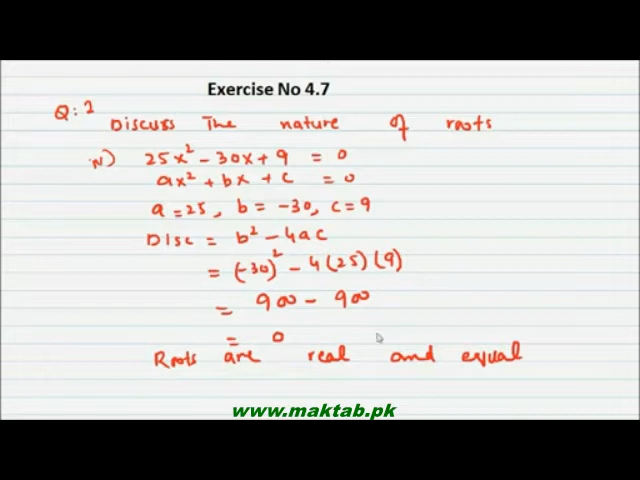 Exercise No 4.7
Q:2
Discuss The nature of roots
iv) 25x² - 30x + 9 = 0
ax² + bx + c = 0
a = 25, b = -30, c = 9
Disc = b² - 4ac
= (-30)² - 4(25)(9)
= 900 - 900
= 0
Roots are real and equal
www.maktab.pk